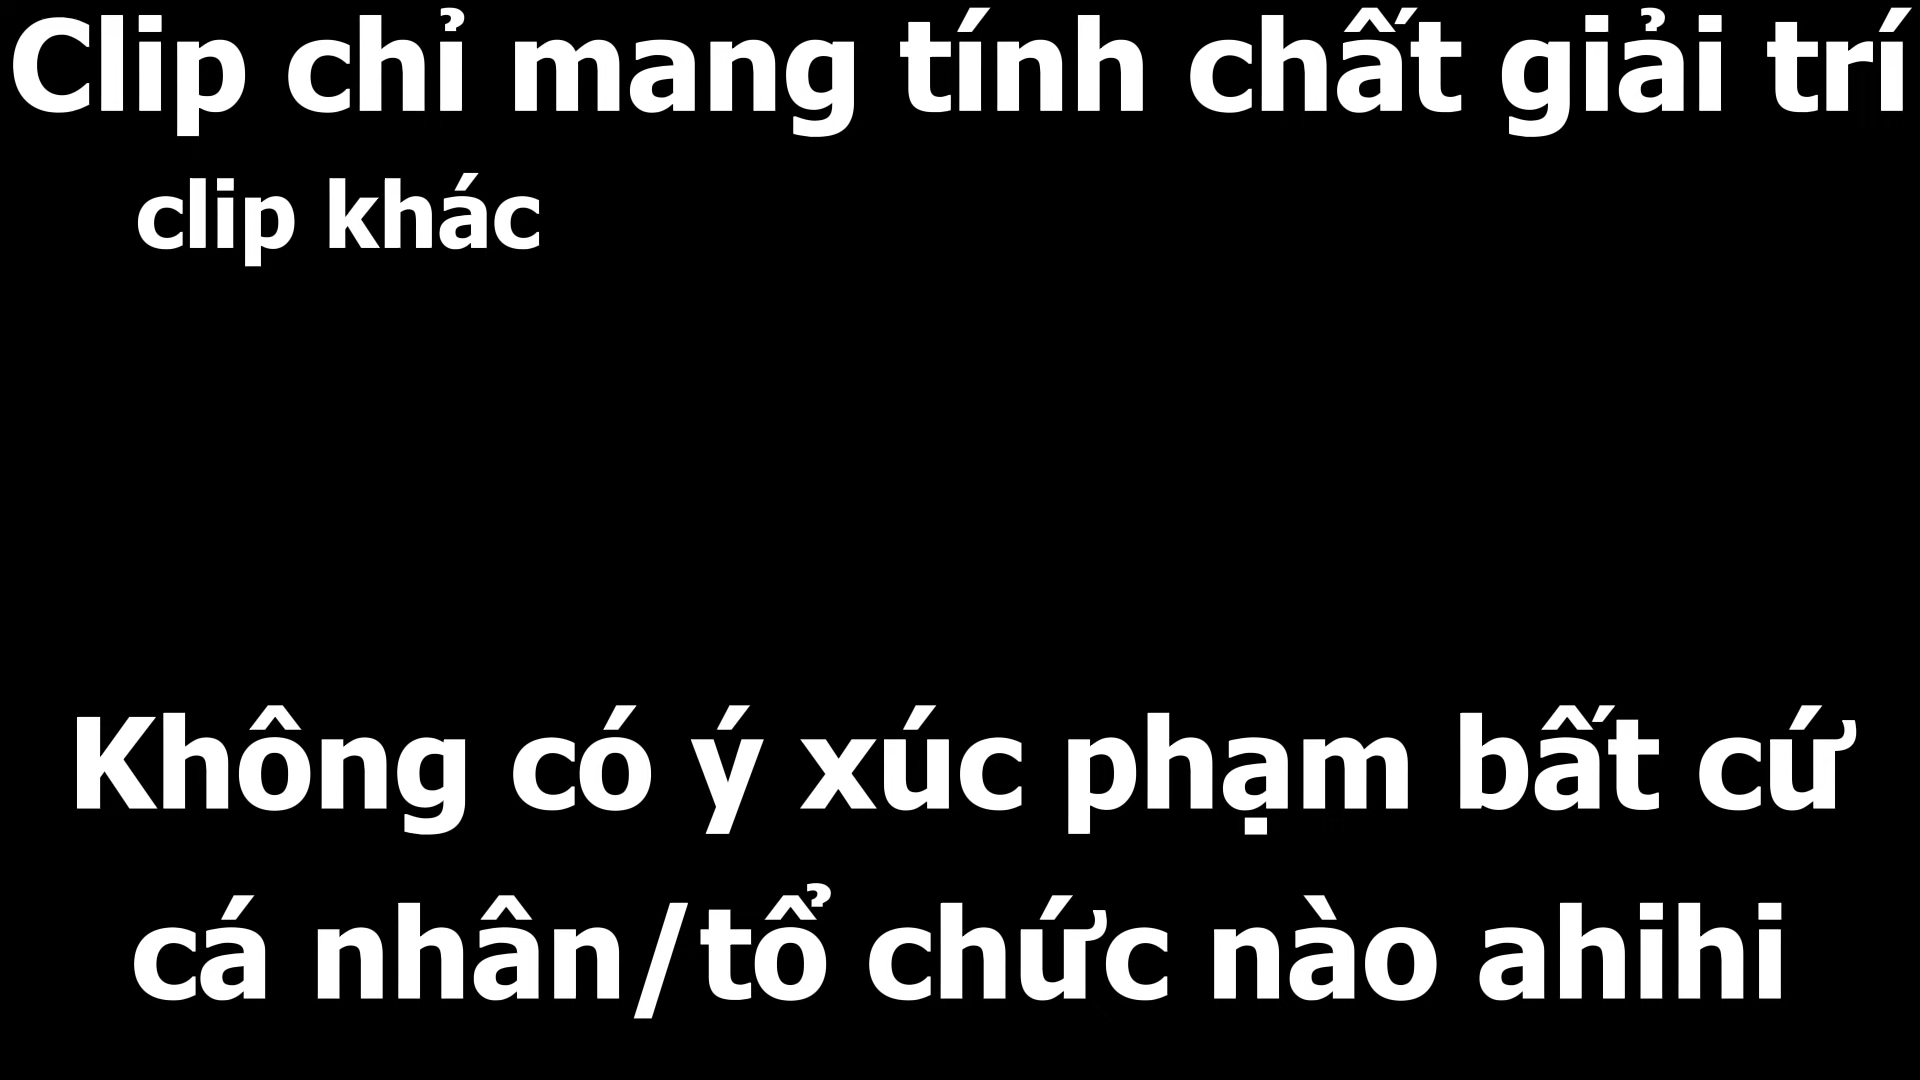 Clip chỉ mang tính chất giải trí
clip khác
Không có ý xúc phạm bất cứ
cá nhân/tổ chức nào ahihi